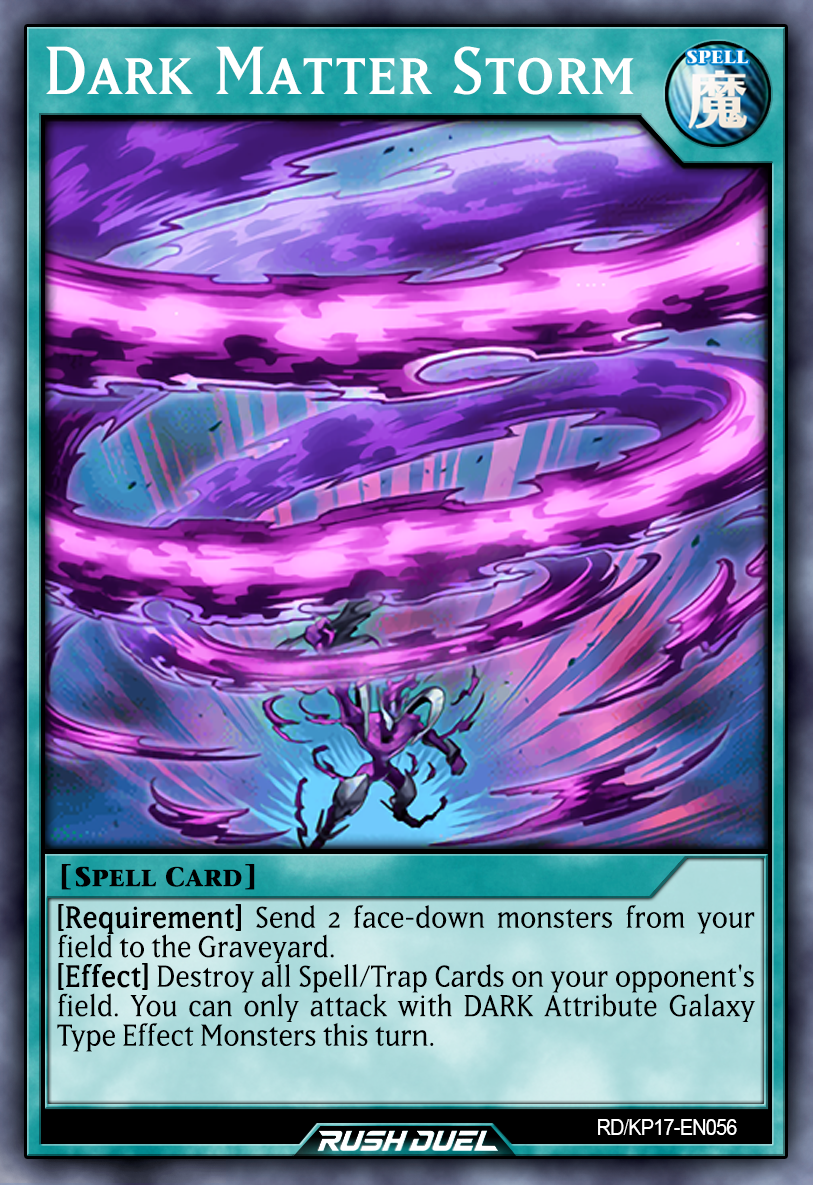 Dark Matter Storm
SPELL
魔
[Spell Card]
[Requirement] Send 2 face-down monsters from your
field to the Graveyard.
[Effect] Destroy all Spell/Trap Cards on your opponent's
field. You can only attack with DARK Attribute Galaxy
Type Effect Monsters this turn.
RD/KP17-EN056
RUSH DUEL